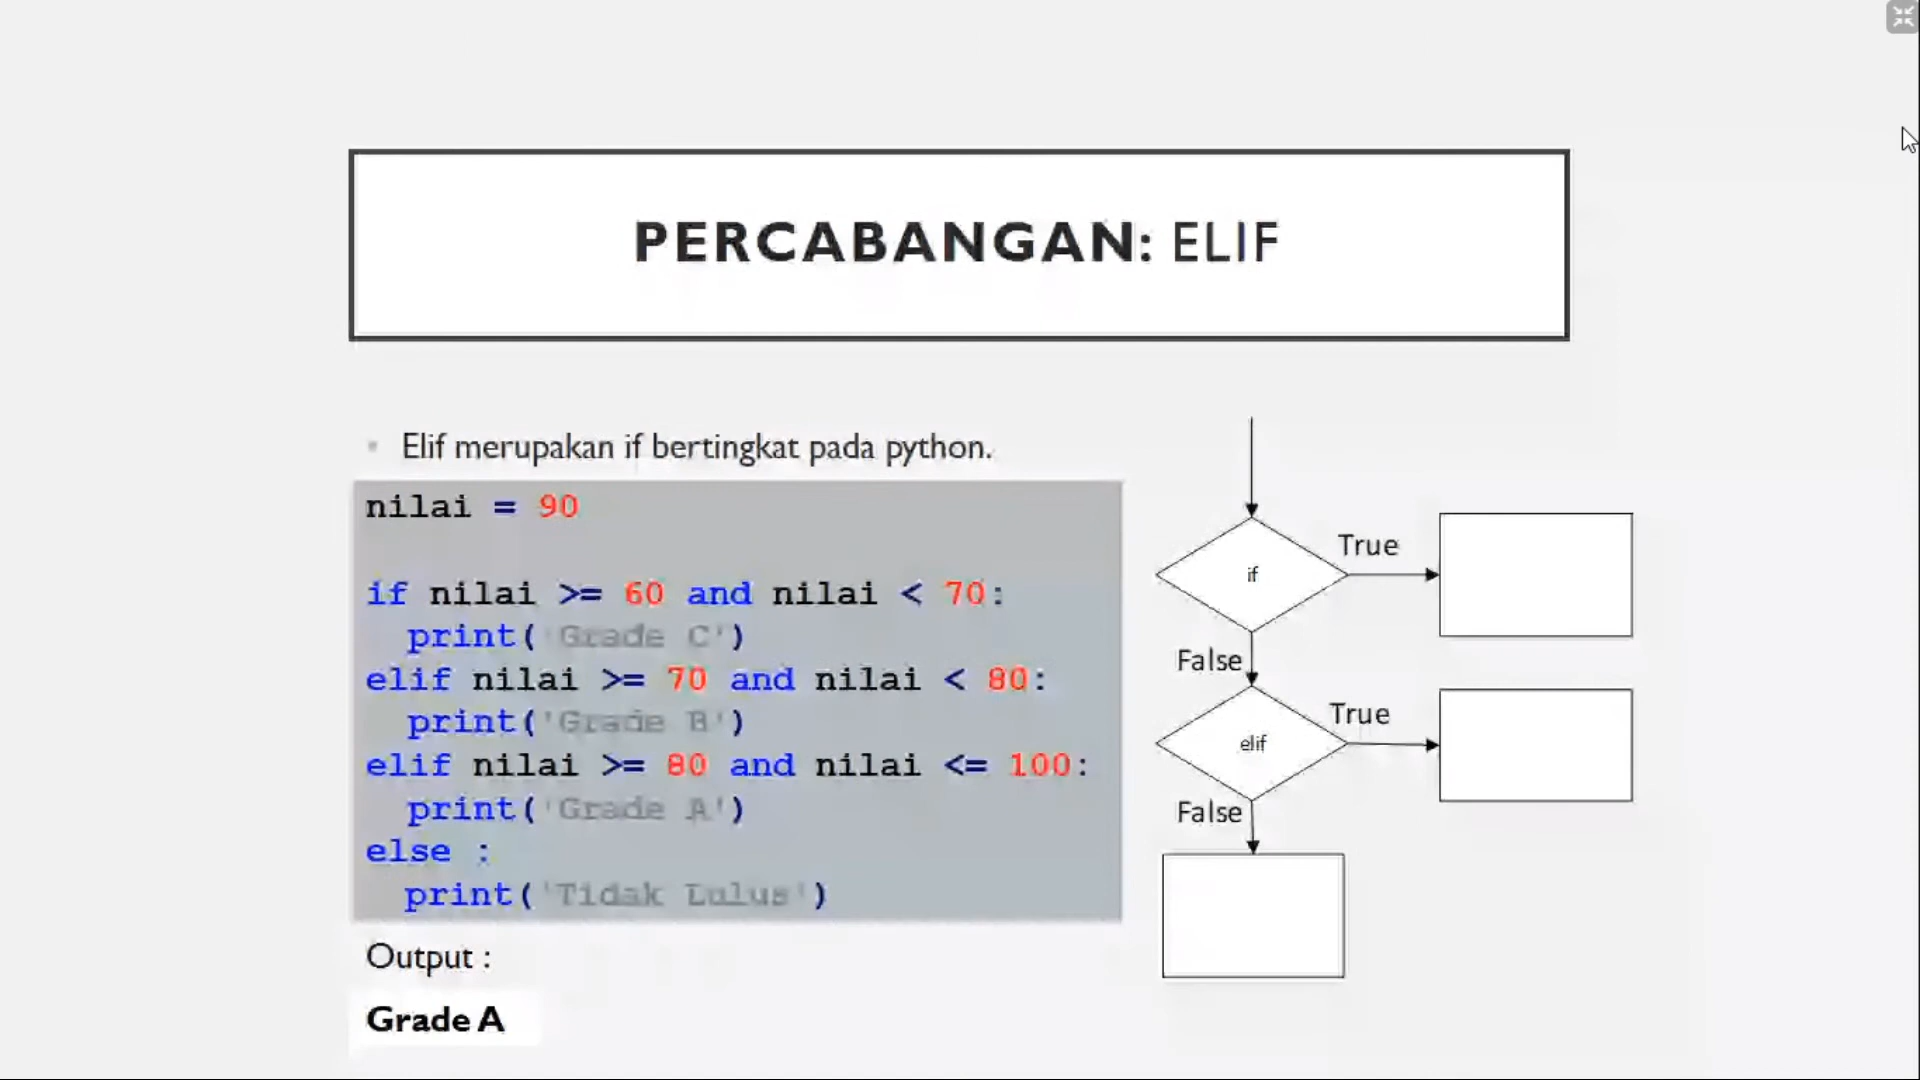 PERCABANGAN: ELIF
Elif merupakan if bertingkat pada python.
nilai = 90
if nilai >= 60 and nilai < 70:
print('Grade C')
elif nilai >= 70 and nilai < 80:
print('Grade B')
elif nilai >= 80 and nilai <= 100:
print('Grade A')
else :
print('Tidak Lulus')
Output :
Grade A
if
True
False
elif
True
False